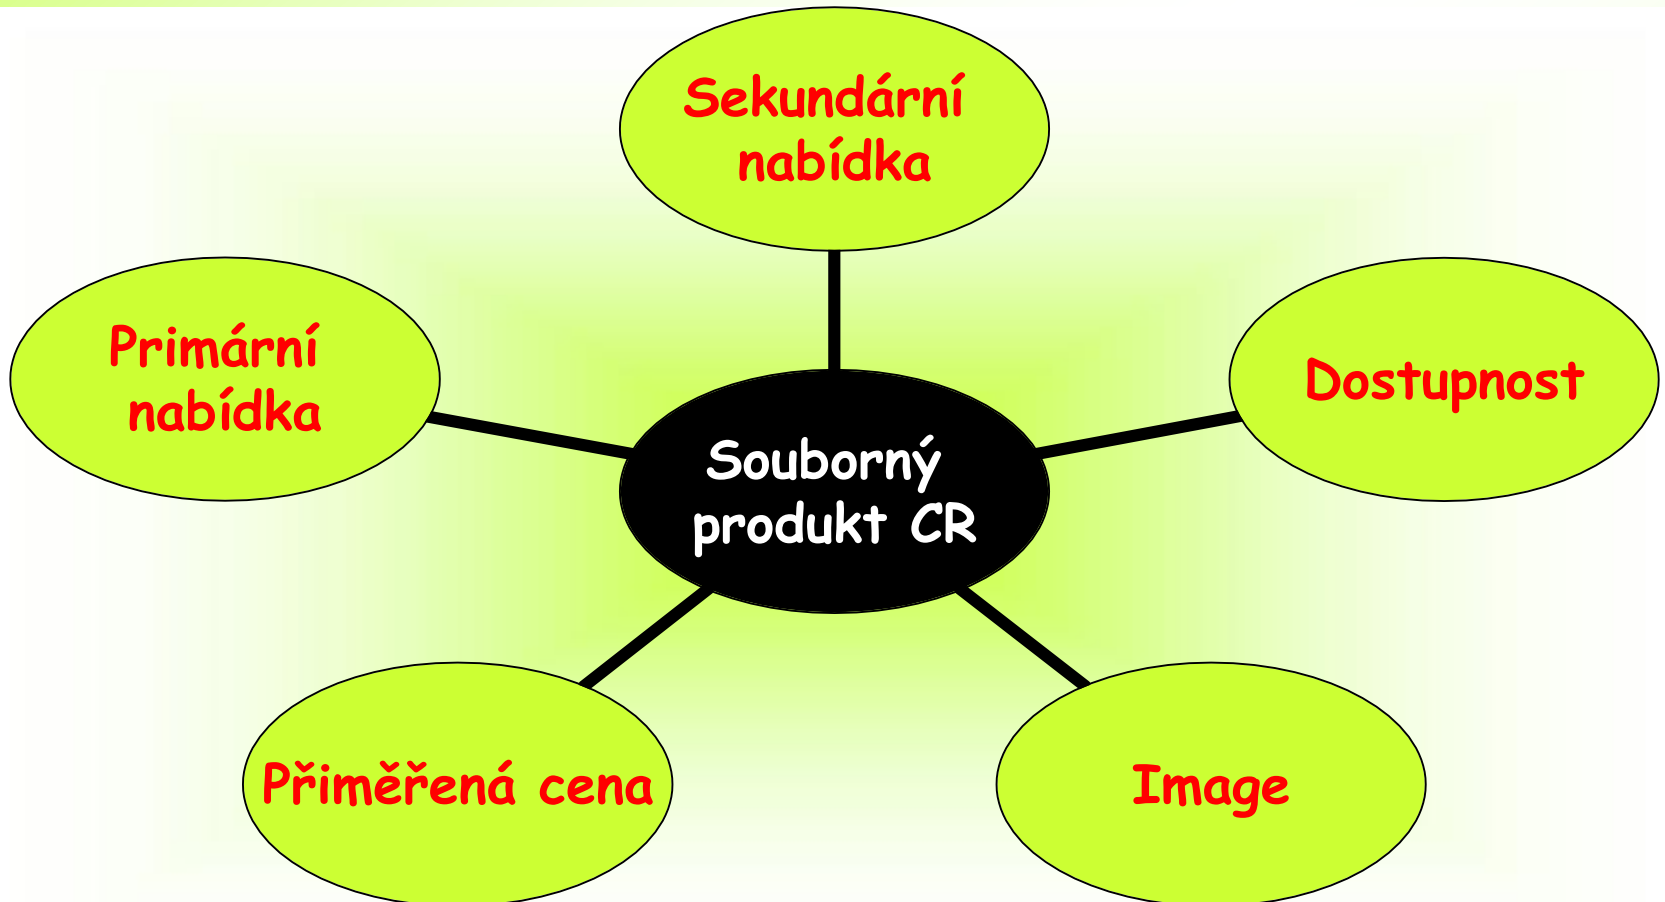 Sekundární
nabídka
Primární
nabídka
Dostupnost
Souborný
produkt CR
Přiměřená cena
Image